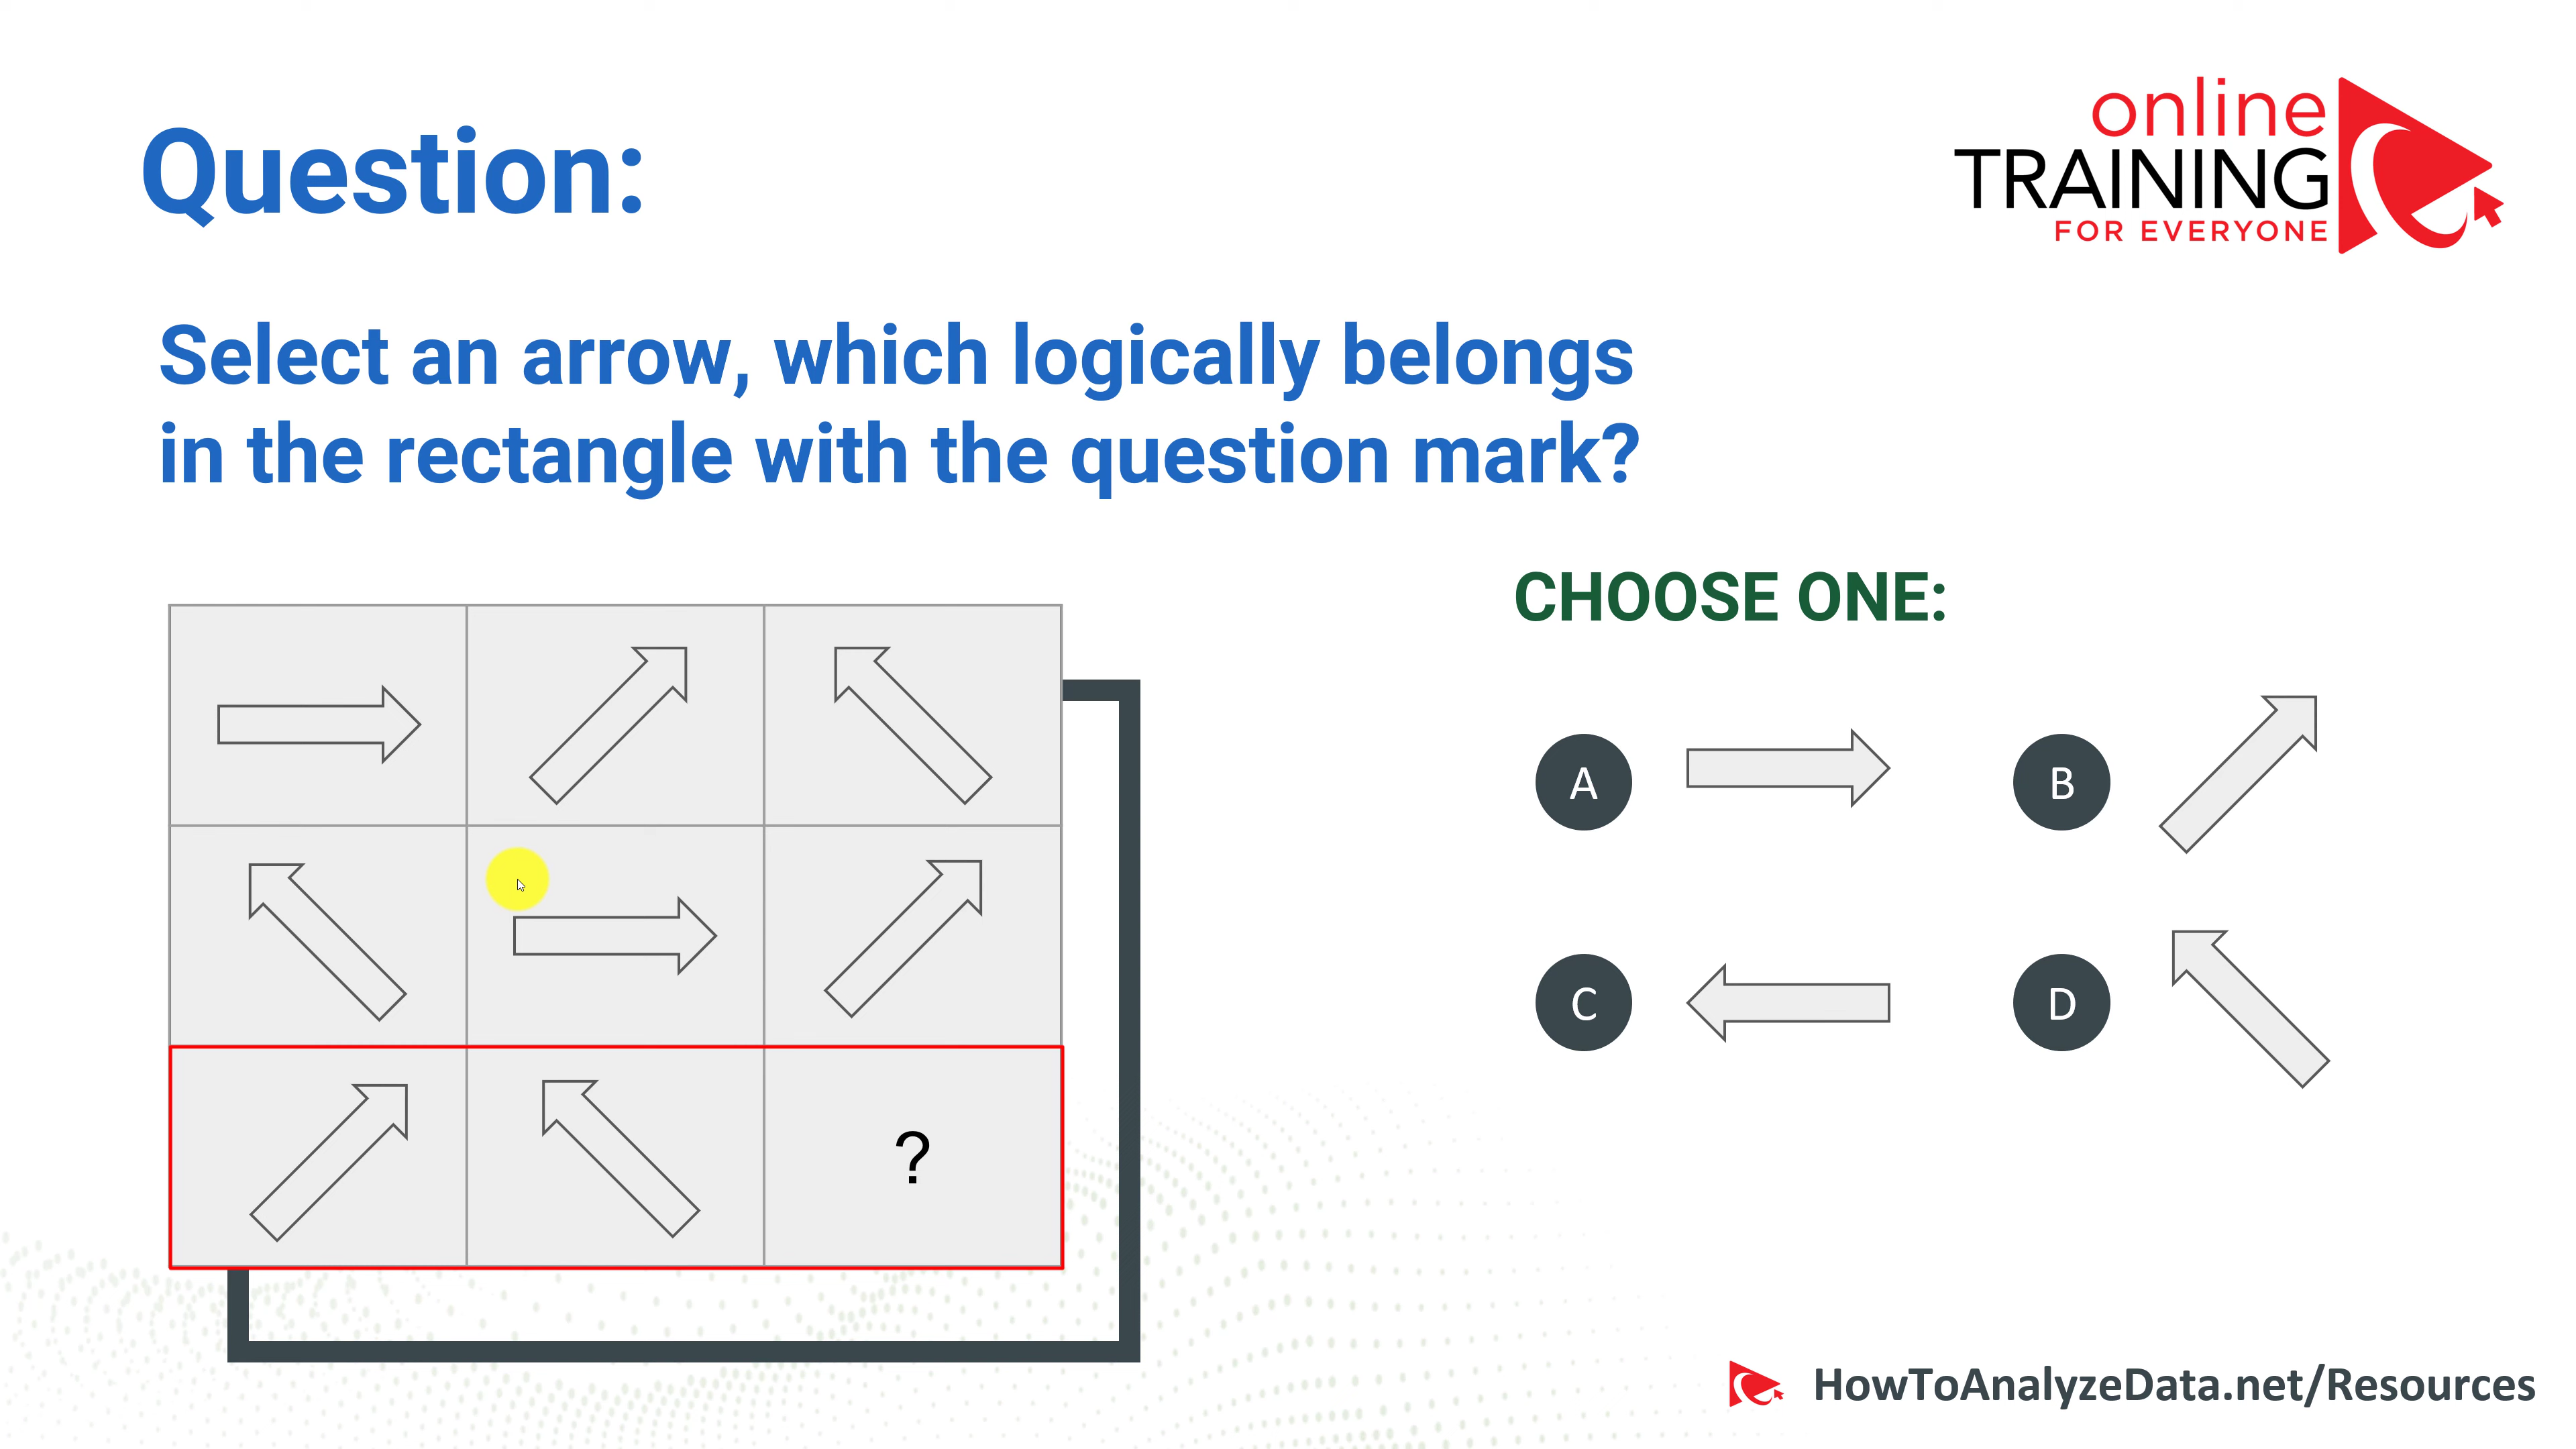 online
TRAINING
FOR EVERYONE
Question:
Select an arrow, which logically belongs
in the rectangle with the question mark?
CHOOSE ONE:
A
B
C
D
?
HowToAnalyzeData.net/Resources